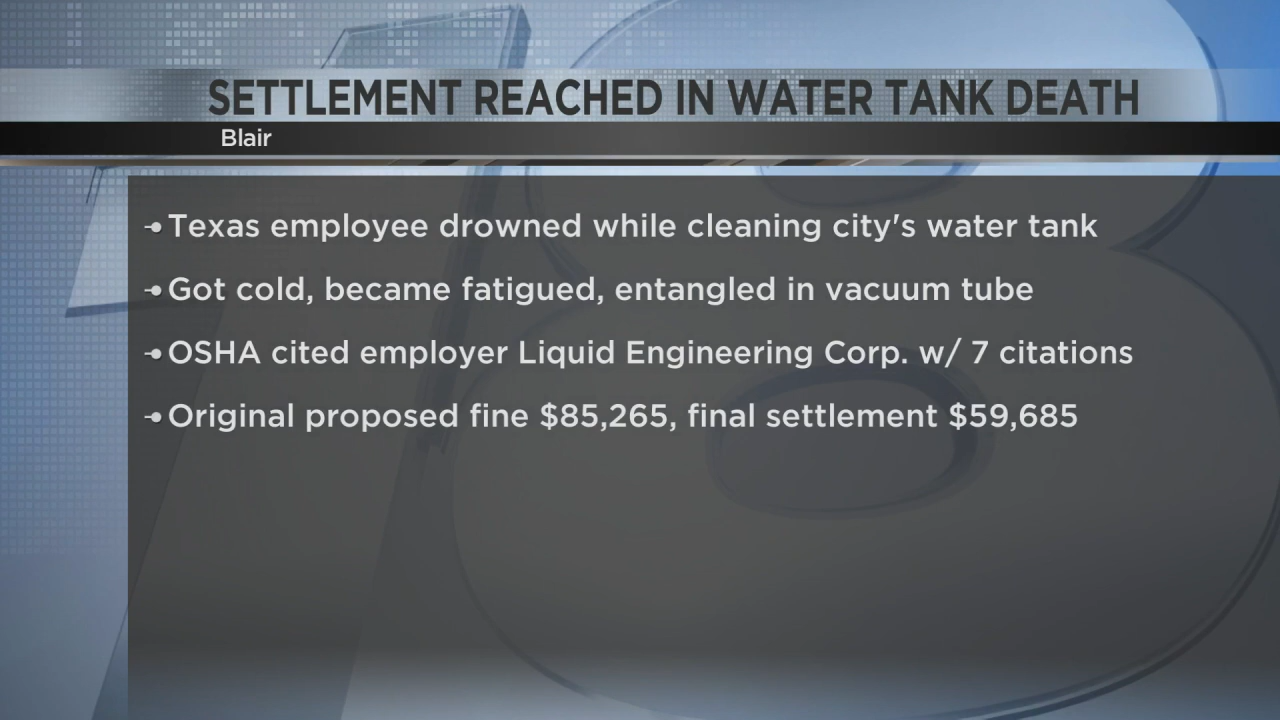 SETTLEMENT REACHED IN WATER TANK DEATH
Blair
Texas employee drowned while cleaning city's water tank
Got cold, became fatigued, entangled in vacuum tube
OSHA cited employer Liquid Engineering Corp. w/ 7 citations
Original proposed fine $85,265, final settlement $59,685